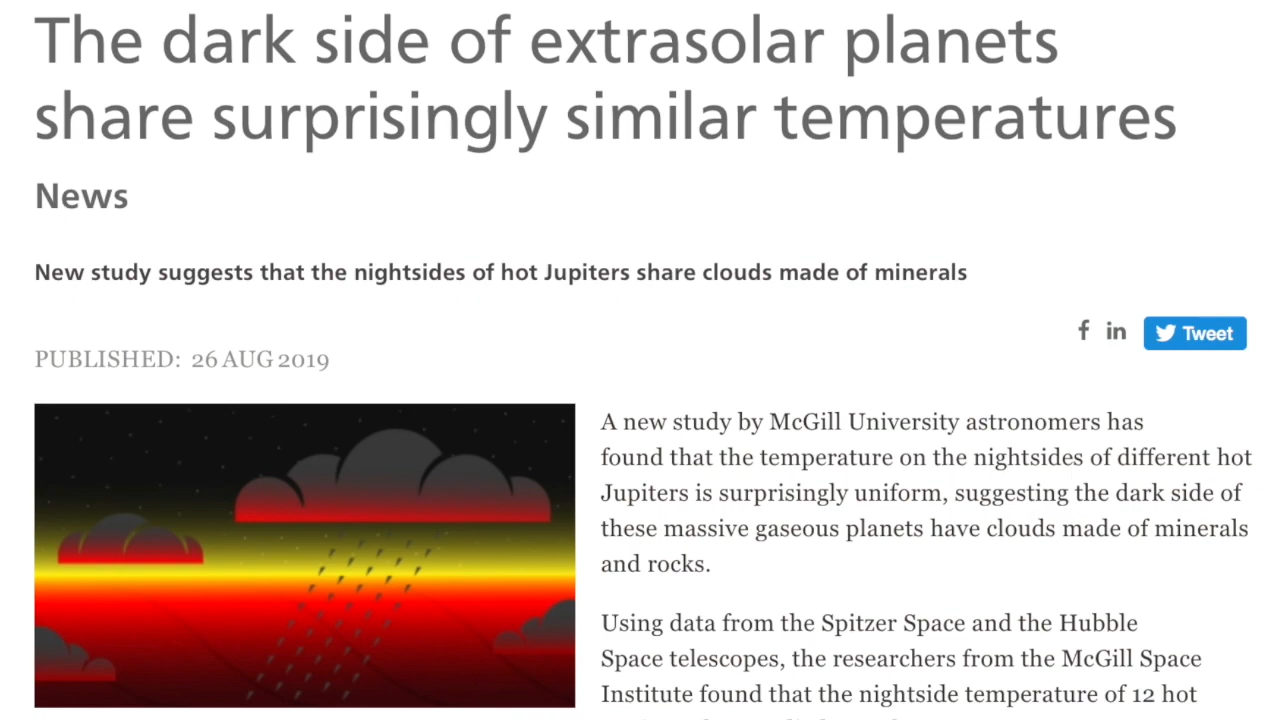 The dark side of extrasolar planets
share surprisingly similar temperatures
News
New study suggests that the nightsides of hot Jupiters share clouds made of minerals
f in Tweet
PUBLISHED: 26 AUG 2019
A new study by McGill University astronomers has
found that the temperature on the nightsides of different hot
Jupiters is surprisingly uniform, suggesting the dark side of
these massive gaseous planets have clouds made of minerals
and rocks.
Using data from the Spitzer Space and the Hubble
Space telescopes, the researchers from the McGill Space
Institute found that the nightside temperature of 12 hot